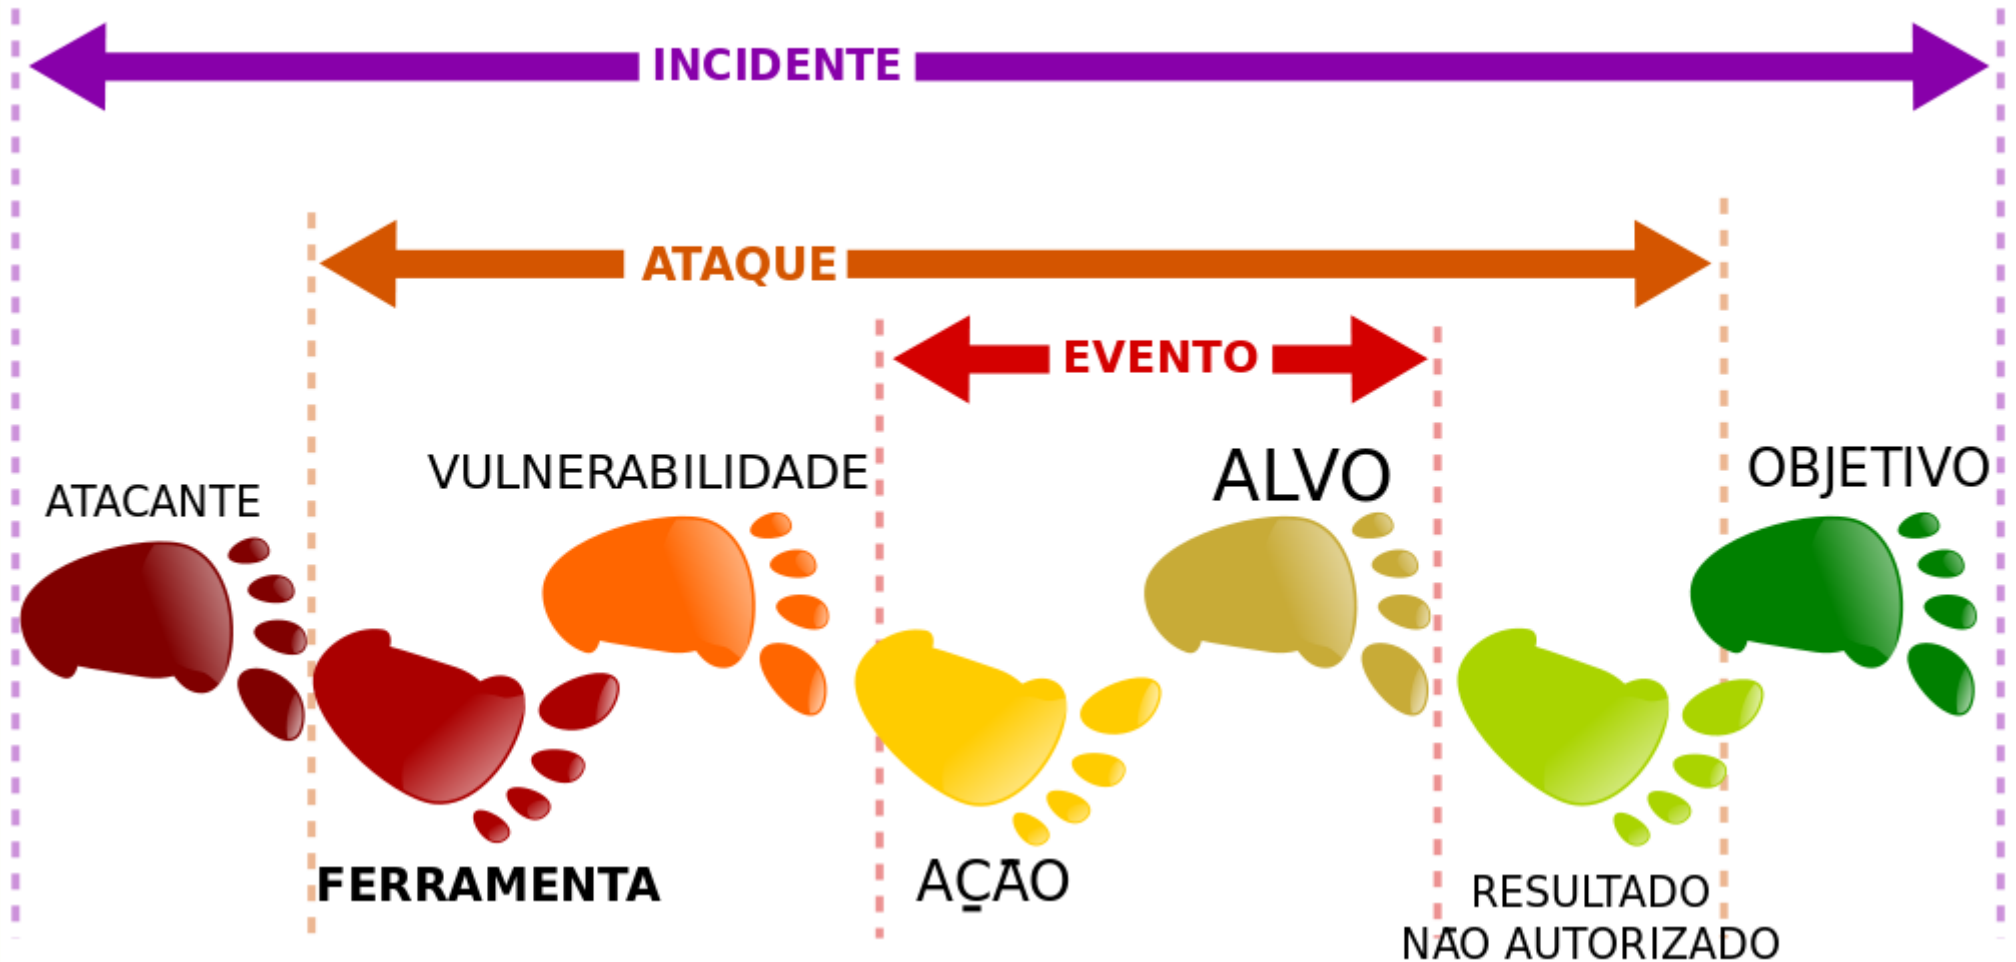 INCIDENTE
ATAQUE
EVENTO
ATACANTE
VULNERABILIDADE
ALVO
OBJETIVO
FERRAMENTA
AÇÃO
RESULTADO
NÃO AUTORIZADO